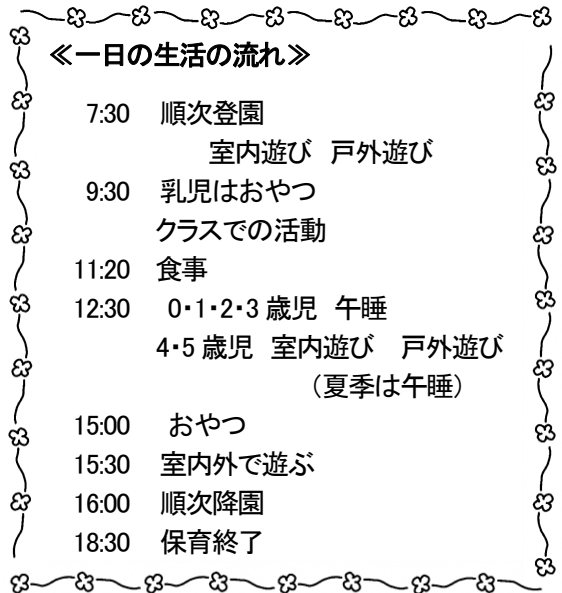 ≪一日の生活の流れ≫
7:30 順次登園
室内遊び 戸外遊び
9:30 乳児はおやつ
クラスでの活動
11:20 食事
12:30 0・1・2・3歳児 午睡
4・5歳児 室内遊び 戸外遊び
（夏季は午睡）
15:00 おやつ
15:30 室内外で遊ぶ
16:00 順次降園
18:30 保育終了